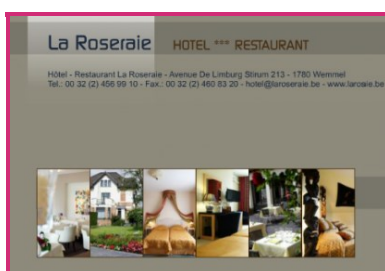 La Roseraie HOTEL *** RESTAURANT
Hôtel - Restaurant La Roseraie - Avenue De Limburg Stirum 213 - 1780 Wemmel
Tel.: 00 32 (2) 456 99 10 - Fax.: 00 32 (2) 460 83 20 - hotel@laroseraie.be - www.larosaie.be